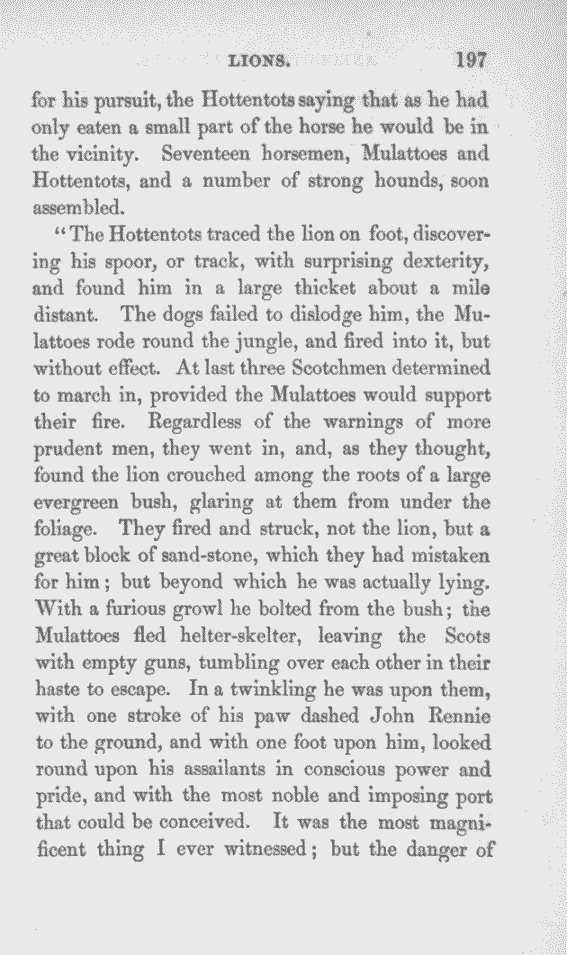 LIONS. 197
for his pursuit, the Hottentots saying that as he had
only eaten a small part of the horse he would be in
the vicinity. Seventeen horsemen, Mulattoes and
Hottentots, and a number of strong hounds, soon
assembled.
“The Hottentots traced the lion on foot, discover-
ing his spoor, or track, with surprising dexterity,
and found him in a large thicket about a mile
distant. The dogs failed to dislodge him, the Mu-
lattoes rode round the jungle, and fired into it, but
without effect. At last three Scotchmen determined
to march in, provided the Mulattoes would support
their fire. Regardless of the warnings of more
prudent men, they went in, and, as they thought,
found the lion crouched among the roots of a large
evergreen bush, glaring at them from under the
foliage. They fired and struck, not the lion, but a
great block of sand-stone, which they had mistaken
for him; but beyond which he was actually lying.
With a furious growl he bolted from the bush; the
Mulattoes fled helter-skelter, leaving the Scots
with empty guns, tumbling over each other in their
haste to escape. In a twinkling he was upon them,
with one stroke of his paw dashed John Rennie
to the ground, and with one foot upon him, looked
round upon his assailants in conscious power and
pride, and with the most noble and imposing port
that could be conceived. It was the most magni-
ficent thing I ever witnessed; but the danger of